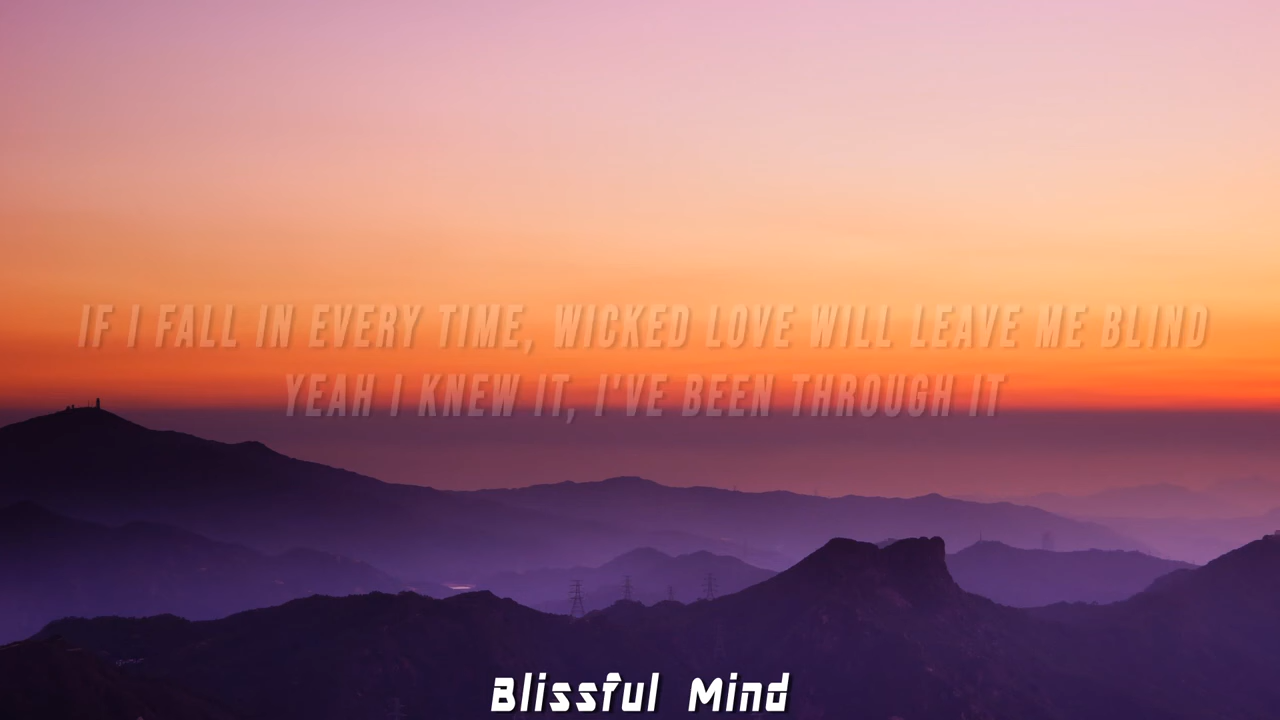 IF I FALL IN EVERY TIME, WICKED LOVE WILL LEAVE ME BLIND
YEAH I KNEW IT, I'VE BEEN THROUGH IT
Blissful Mind